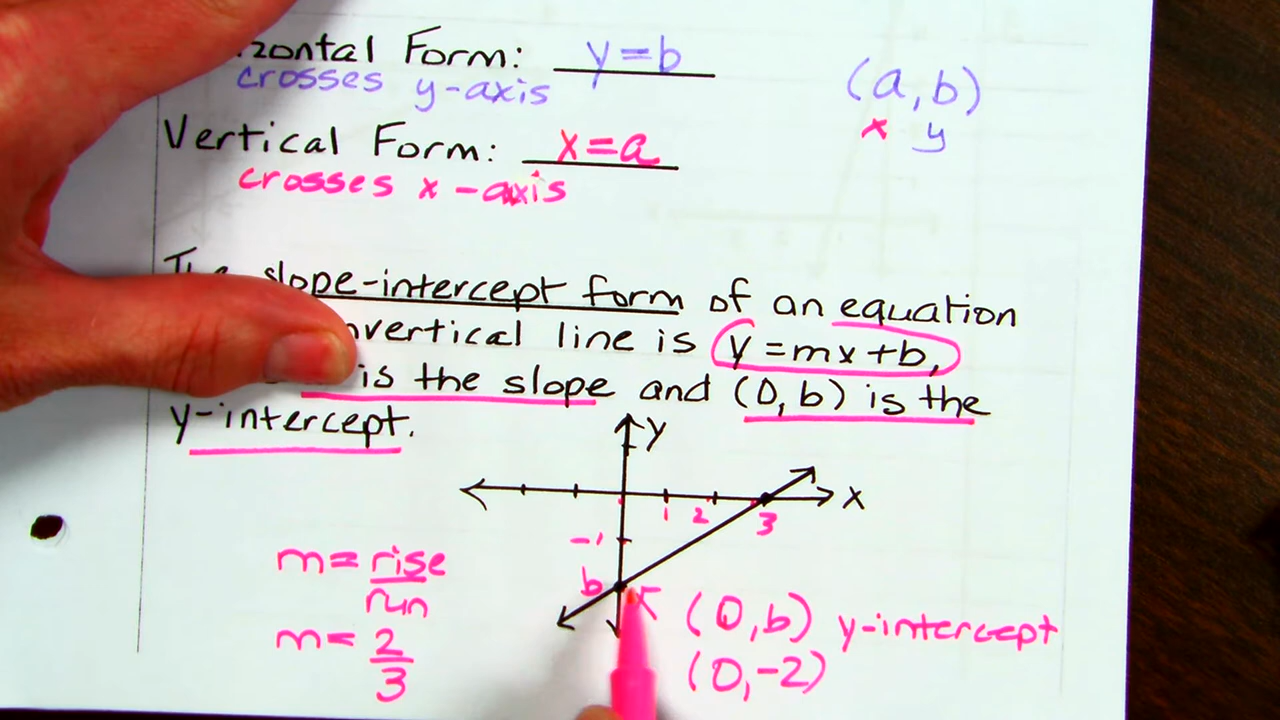 zontal Form: y=b
crosses y-axis
(a,b)
x y
Vertical Form: x=a
crosses x-axis
slope-intercept form of an equation
vertical line is y=mx+b,
is the slope and (0,b) is the
y-intercept.
y
x
1 2 3
-1
b
m=rise/run
m=2/3
(0,b) y-intercept
(0,-2)